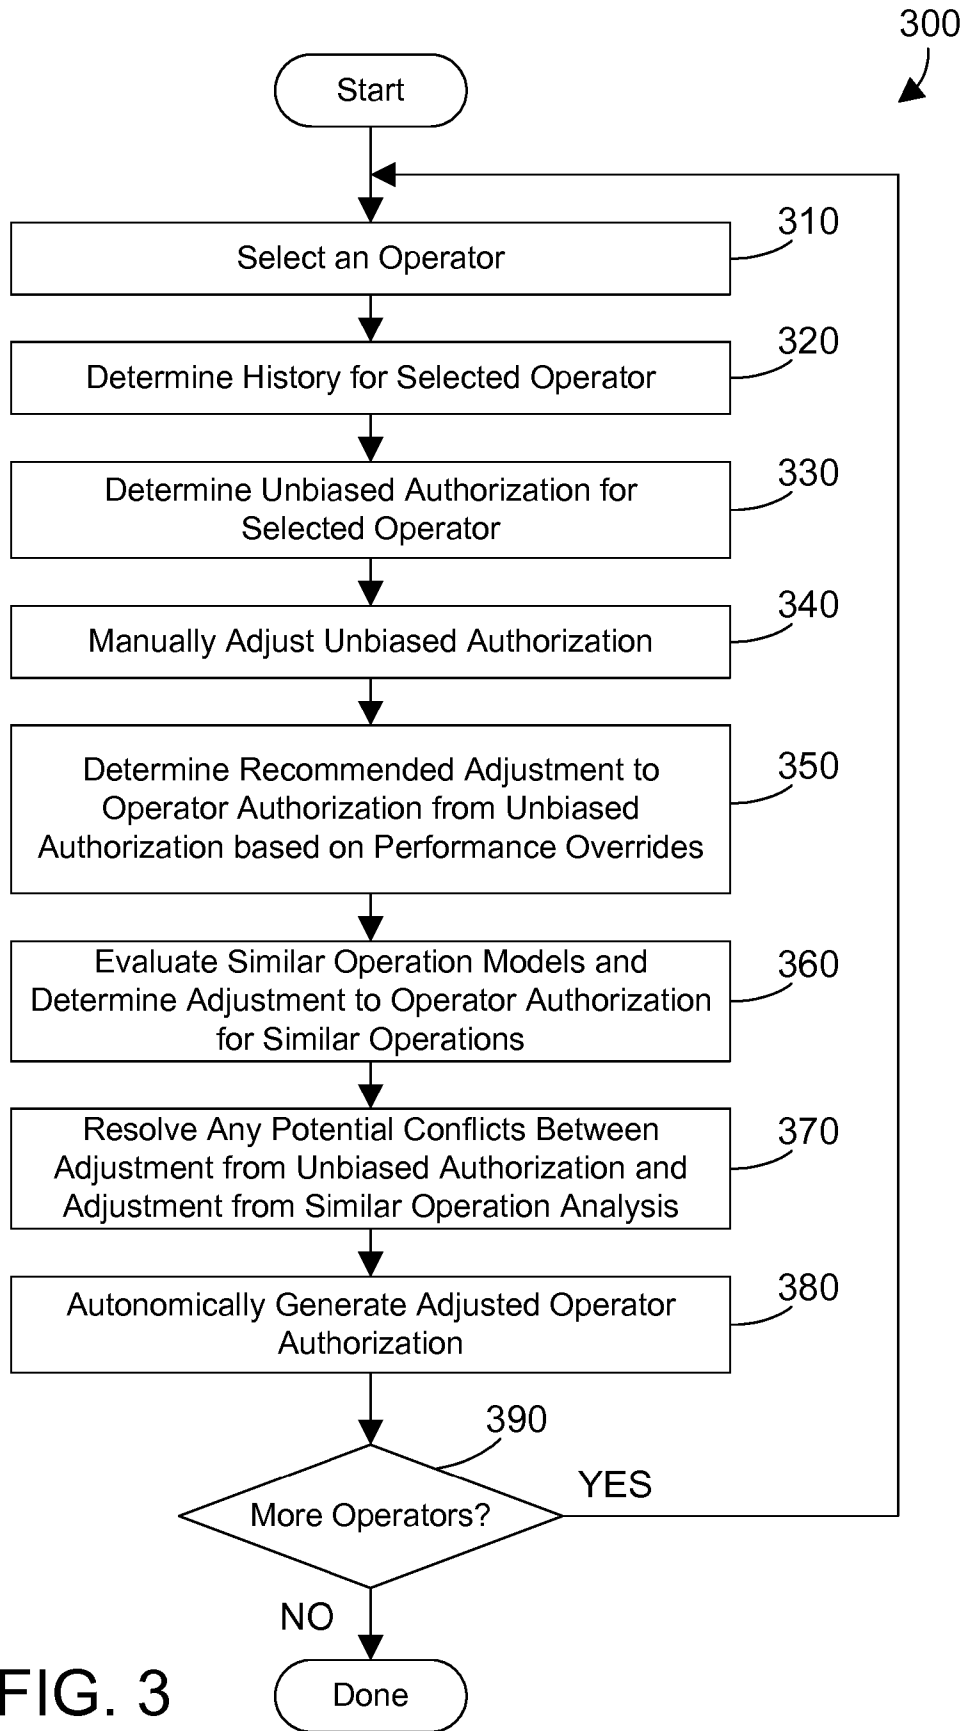 300
Start
310
Select an Operator
320
Determine History for Selected Operator
330
Determine Unbiased Authorization for
Selected Operator
340
Manually Adjust Unbiased Authorization
350
Determine Recommended Adjustment to
Operator Authorization from Unbiased
Authorization based on Performance Overrides
360
Evaluate Similar Operation Models and
Determine Adjustment to Operator Authorization
for Similar Operations
370
Resolve Any Potential Conflicts Between
Adjustment from Unbiased Authorization and
Adjustment from Similar Operation Analysis
380
Autonomically Generate Adjusted Operator
Authorization
390
More Operators?
YES
NO
Done
FIG. 3